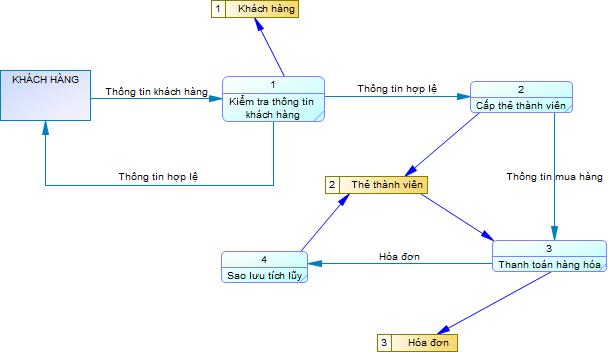 1 Khách hàng
KHÁCH HÀNG
Thông tin khách hàng
1
Kiểm tra thông tin
khách hàng
Thông tin hợp lệ
2
Cấp thẻ thành viên
Thông tin hợp lệ
2 Thẻ thành viên
Thông tin mua hàng
4
Sao lưu tích lũy
Hóa đơn
3
Thanh toán hàng hóa
3 Hóa đơn